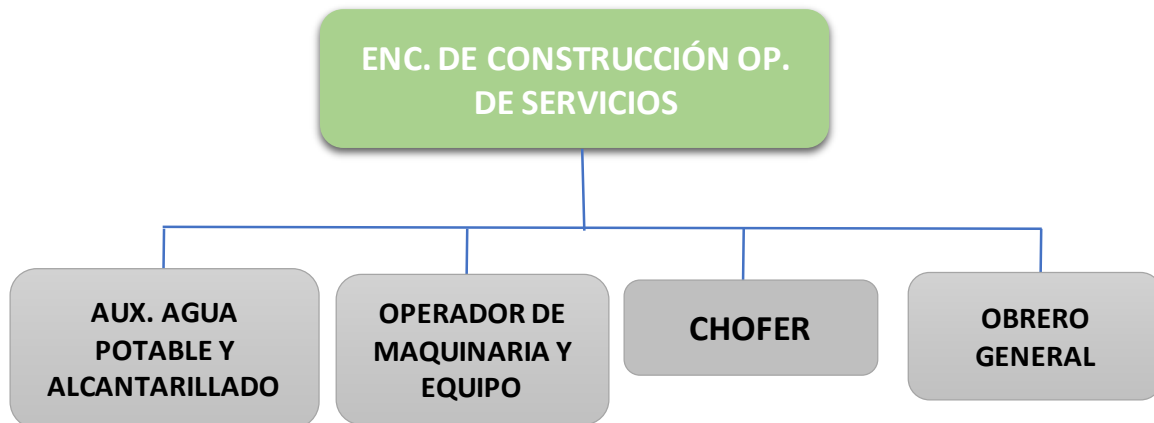 ENC. DE CONSTRUCCIÓN OP.
DE SERVICIOS
AUX. AGUA
POTABLE Y
ALCANTARILLADO
OPERADOR DE
MAQUINARIA Y
EQUIPO
CHOFER
OBRERO
GENERAL